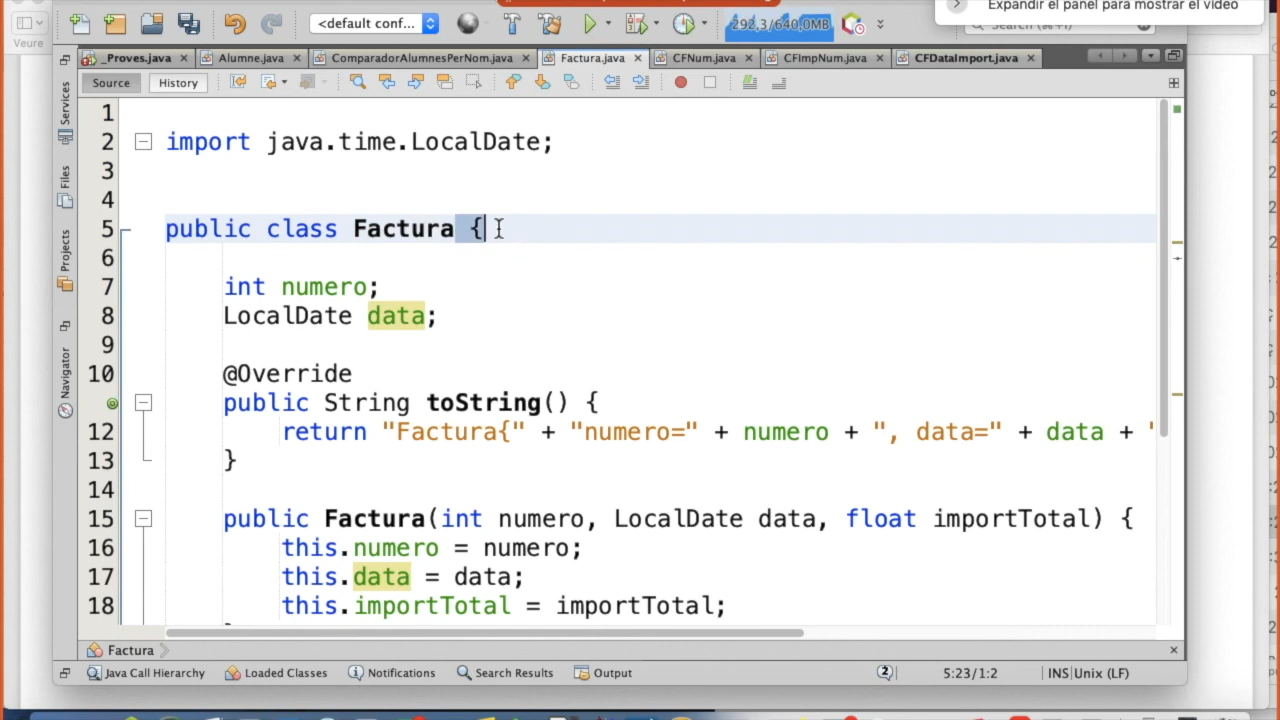 Expandir el panel para mostrar el vídeo
<default conf...
292,3/640,0MB
Search (⌘+I)
Veure
_Proves.java
Alumne.java
ComparadorAlumnesPerNom.java
Factura.java
CFNum.java
CFImpNum.java
CFDataImport.java
Source
History
Services
Files
Projects
Navigator
1
2 import java.time.LocalDate;
3
4
5 public class Factura {
6
7 int numero;
8 LocalDate data;
9
10 @Override
public String toString() {
12 return "Factura{" + "numero=" + numero + ", data=" + data + '
13 }
14
15 public Factura(int numero, LocalDate data, float importTotal) {
16 this.numero = numero;
17 this.data = data;
18 this.importTotal = importTotal;
Factura
Java Call Hierarchy
Loaded Classes
Notifications
Search Results
Output
2
5:23/1:2
INS
Unix (LF)